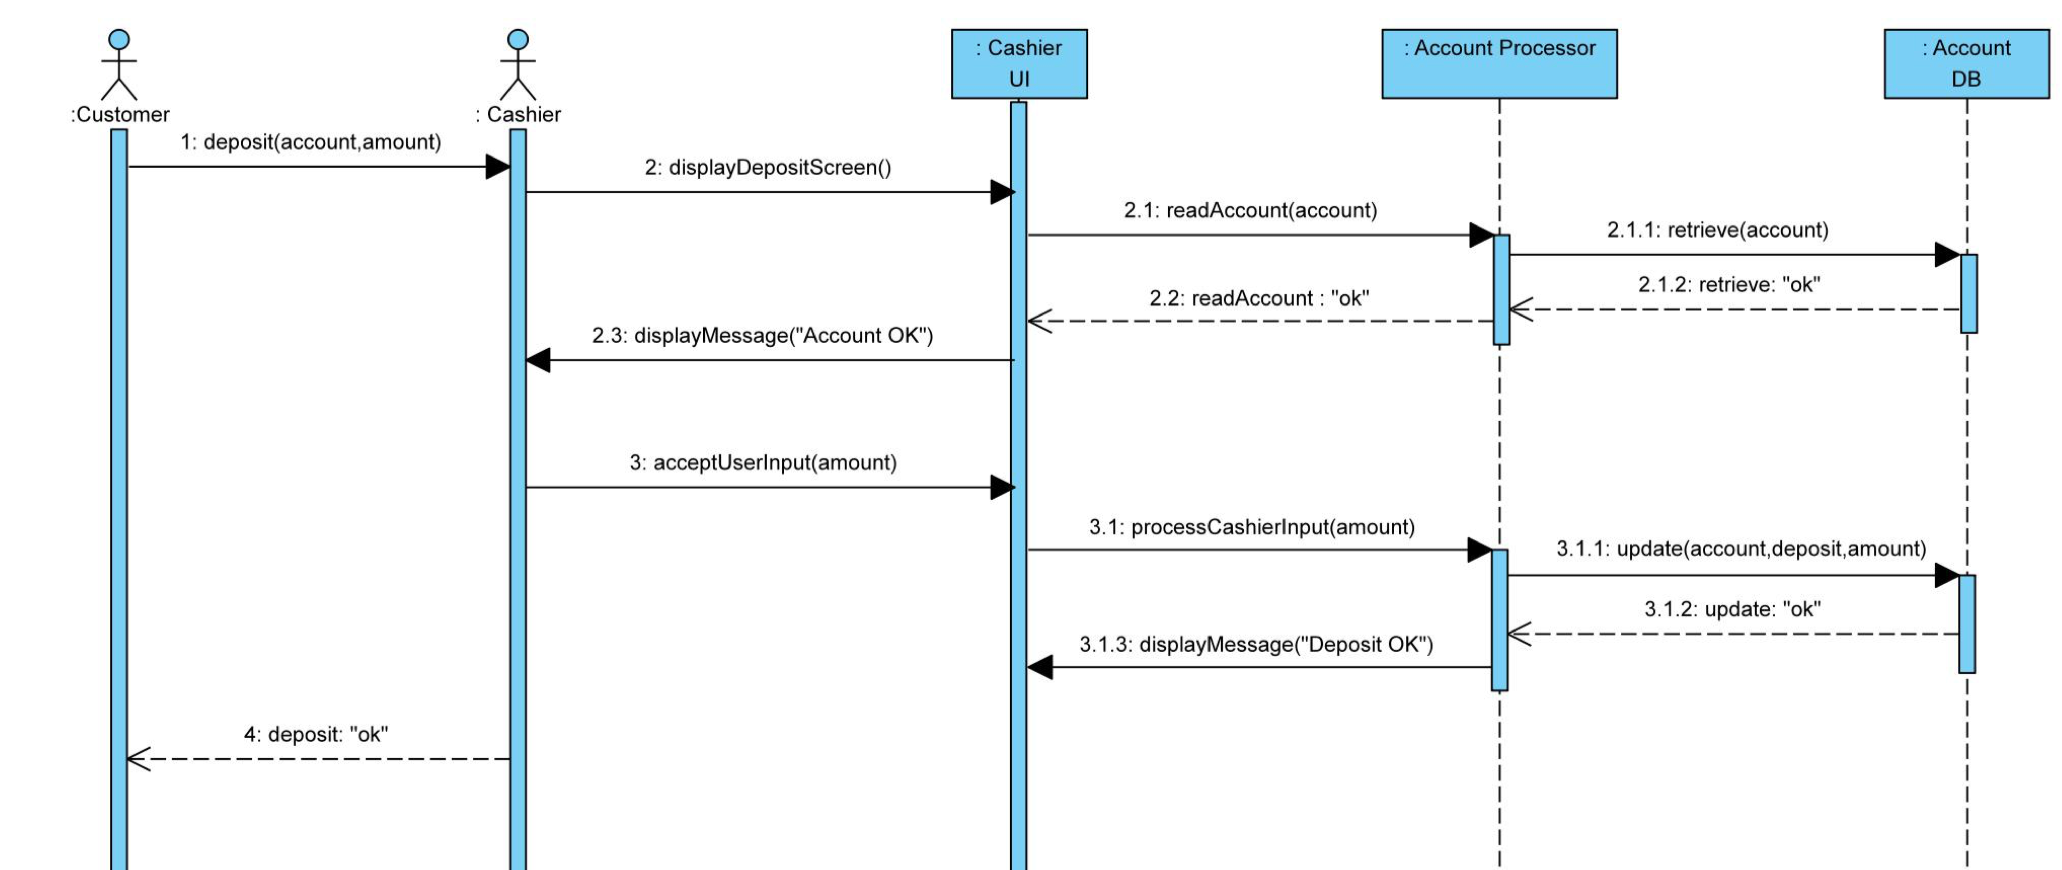 : Cashier
UI
: Account Processor
: Account
DB
:Customer
: Cashier
1: deposit(account,amount)
2: displayDepositScreen()
2.1: readAccount(account)
2.1.1: retrieve(account)
2.1.2: retrieve: "ok"
2.2: readAccount : "ok"
2.3: displayMessage("Account OK")
3: acceptUserInput(amount)
3.1: processCashierInput(amount)
3.1.1: update(account,deposit,amount)
3.1.2: update: "ok"
3.1.3: displayMessage("Deposit OK")
4: deposit: "ok"